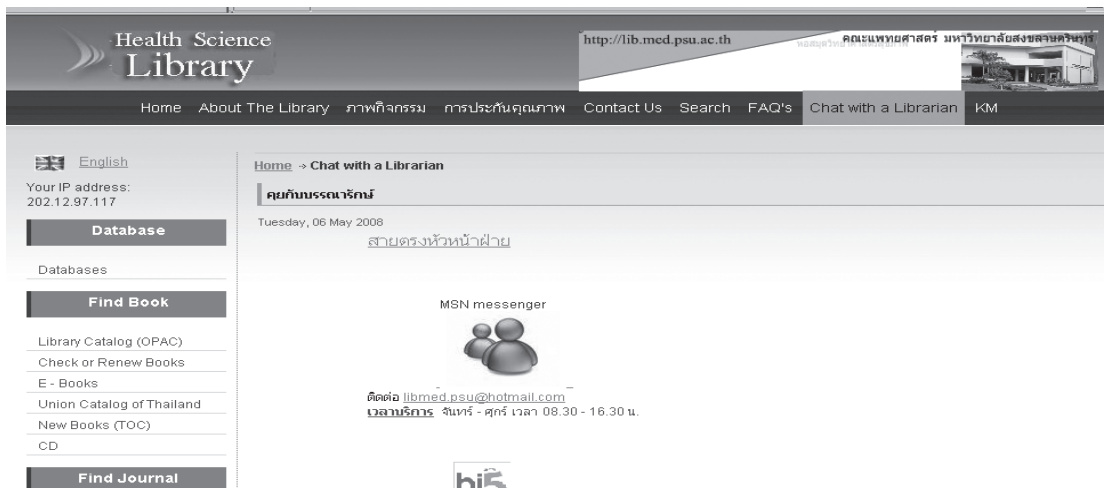 Health Science
Library
http://lib.med.psu.ac.th
คณะแพทยศาสตร์ มหาวิทยาลัยสงขลานครินทร์
Home About The Library ภาพกิจกรรม การประกันคุณภาพ Contact Us Search FAQ's Chat with a Librarian KM
English
Your IP address:
202.12.97.117
Database
Databases
Find Book
Library Catalog (OPAC)
Check or Renew Books
E - Books
Union Catalog of Thailand
New Books (TOC)
CD
Find Journal
Home → Chat with a Librarian
คุยกับบรรณารักษ์
Tuesday, 06 May 2008
สายตรงหัวหน้าฝ่าย
MSN messenger
ติดต่อ libmed.psu@hotmail.com
เวลาบริการ จันทร์ - ศุกร์ เวลา 08.30 - 16.30 น.
hi5